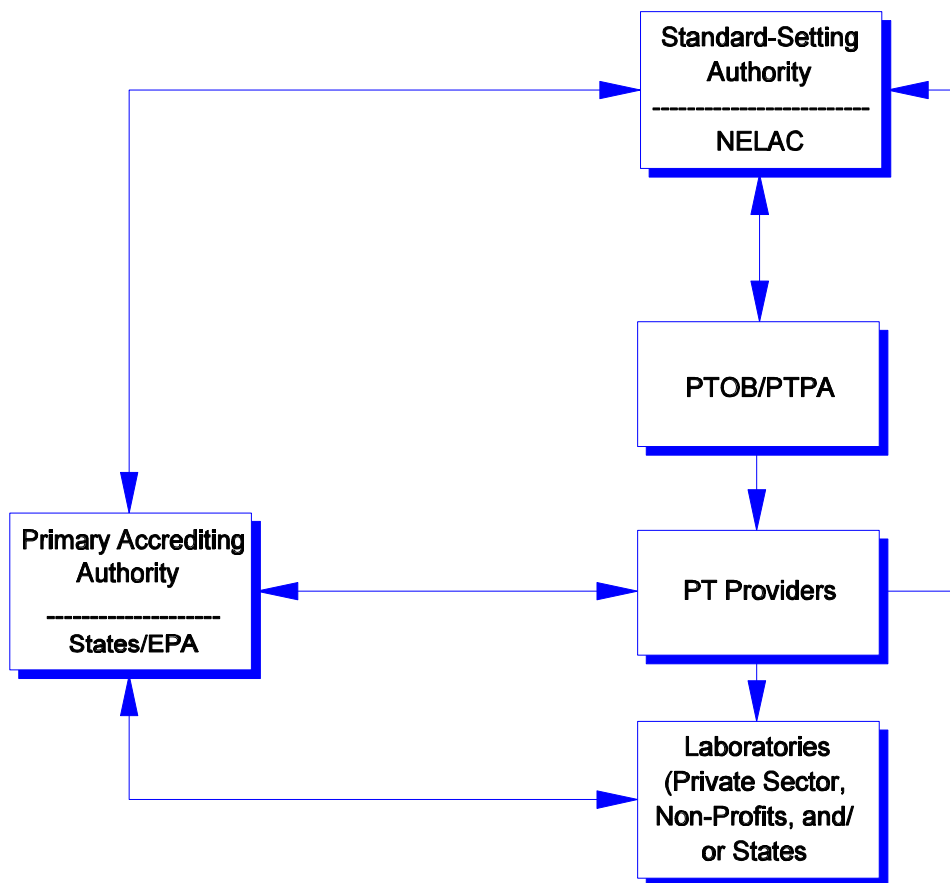 Standard-Setting
Authority
-------------------------
NELAC
PTOB/PTPA
Primary Accrediting
Authority
--------------------
States/EPA
PT Providers
Laboratories
(Private Sector,
Non-Profits, and/
or States